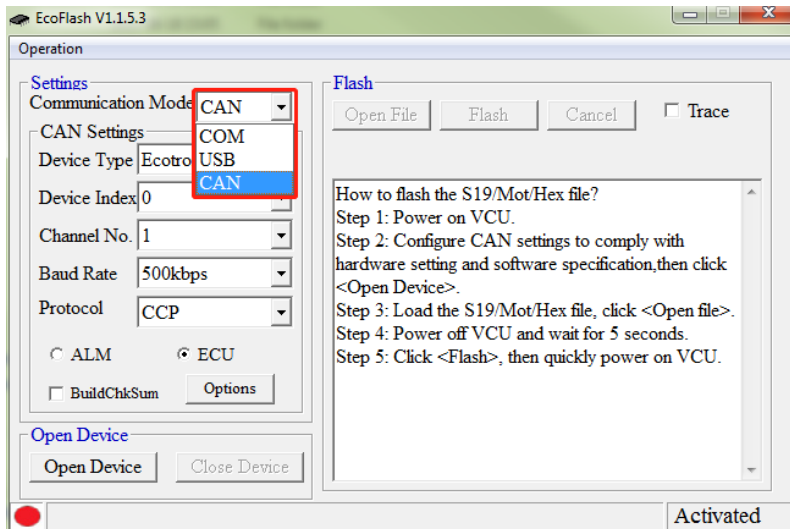 EcoFlash V1.1.5.3
Operation
Settings
Communication Mode CAN
COM
USB
CAN
CAN Settings
Device Type Ecotro
Device Index 0
Channel No. 1
Baud Rate 500kbps
Protocol CCP
ALM ECU
BuildChkSum Options
Open Device
Open Device Close Device
Flash
Open File Flash Cancel Trace
How to flash the S19/Mot/Hex file?
Step 1: Power on VCU.
Step 2: Configure CAN settings to comply with
hardware setting and software specification,then click
<Open Device>.
Step 3: Load the S19/Mot/Hex file, click <Open file>.
Step 4: Power off VCU and wait for 5 seconds.
Step 5: Click <Flash>, then quickly power on VCU.
Activated